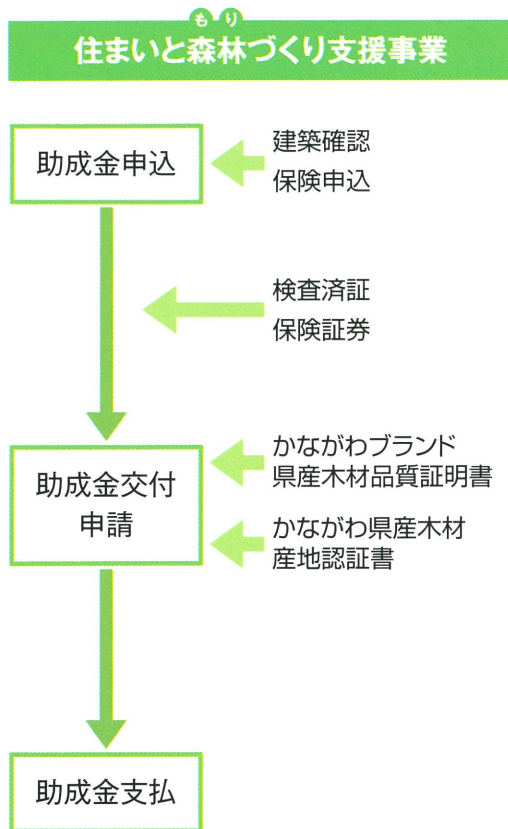 もり
住まいと森林づくり支援事業
助成金申込
建築確認
保険申込
検査済証
保険証券
助成金交付
申請
かながわブランド
県産木材品質証明書
かながわ県産木材
産地認証書
助成金支払